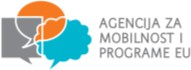 AGENCIJA ZA
MOBILNOST I
PROGRAME EU